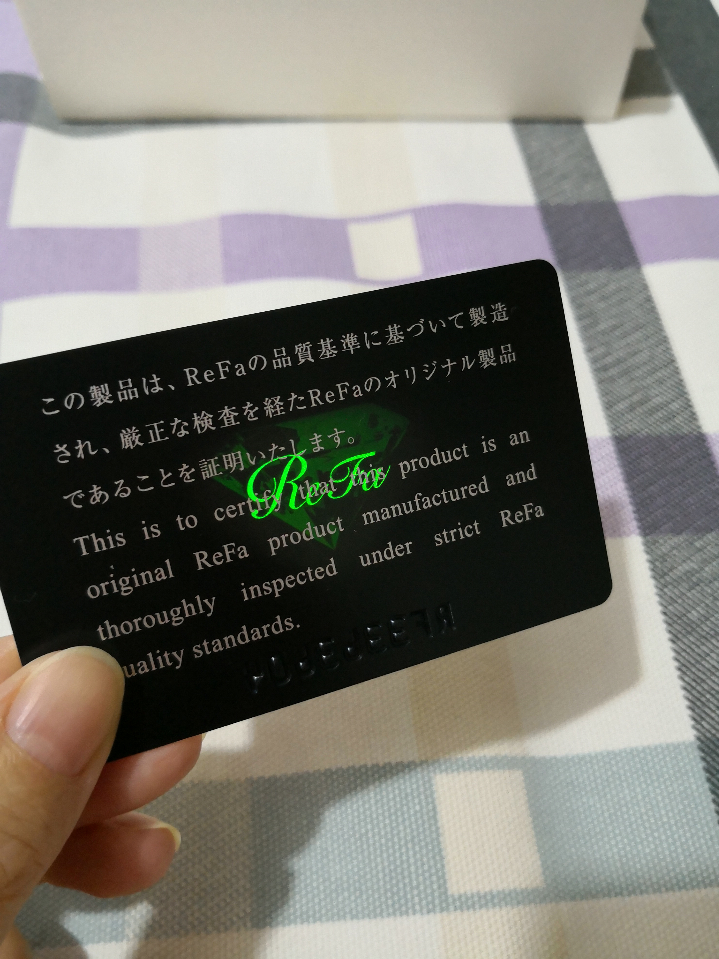 この製品は、ReFaの品質基準に基づいて製造
され、厳正な検査を経たReFaのオリジナル製品
であることを証明いたします。
ReFa
This is to certify that this product is an
original ReFa product manufactured and
thoroughly inspected under strict ReFa
uality standards.